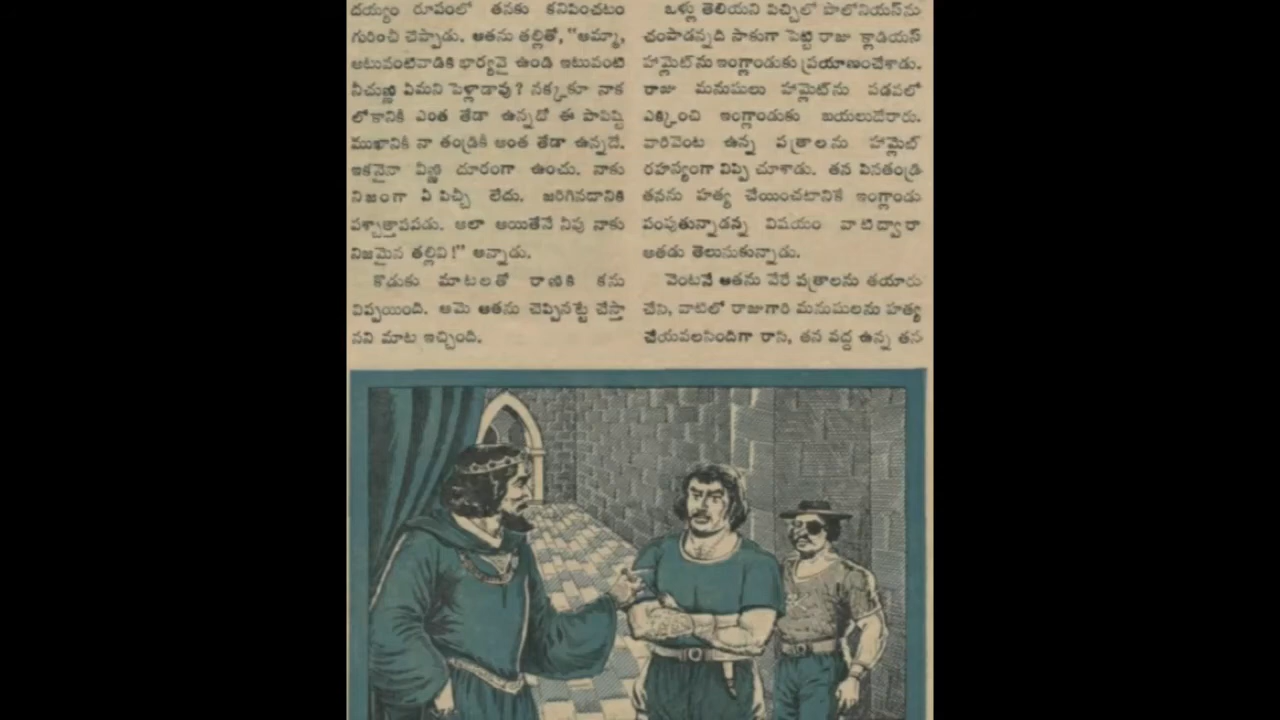 దయ్యం రూపంలో తనకు కనిపించటం
గురించి చెప్పాడు. అతను తల్లితో, "అమ్మా,
అటువంటివాడికి భార్యవై ఉండి ఇటువంటి
నీచుణ్ణి ఏమని పెళ్లాడావు? నక్కకూ నాక
లోకానికీ ఎంత తేడా ఉన్నదో ఈ పాపిష్టి
ముఖానికీ నా తండ్రికీ అంత తేడా ఉన్నదో.
ఇకనైనా వీణ్ణి దూరంగా ఉంచు. నాకు
నిజంగా ఏ పిచ్చీ లేదు. జరిగినదానికి
పశ్చాత్తాపపడు. అలా అయితేనే నీవు నాకు
నిజమైన తల్లివి!" అన్నాడు.
కొడుకు మాటలతో రాణికి కను
విప్పయింది. ఆమె అతను చెప్పినట్టే చేస్తా
నని మాట ఇచ్చింది.
ఒళ్లు తెలియని పిచ్చిలో పొలోనియస్‌ను
చంపాడన్నది సాకుగా పెట్టి రాజు క్లాడియస్
హామ్లెట్‌ను ఇంగ్లాండుకు ప్రయాణంచేశాడు.
రాజు మనుషులు హామ్లెట్‌ను పడవలో
ఎక్కించి ఇంగ్లాండుకు బయలుదేరారు.
వారివెంట ఉన్న పత్రాలను హామ్లెట్
రహస్యంగా విప్పి చూశాడు. తన పినతండ్రి
తనను హత్య చేయించటానికే ఇంగ్లాండు
పంపుతున్నాడన్న విషయం వాటిద్వారా
అతడు తెలుసుకున్నాడు.
వెంటనే అతను వేరే పత్రాలను తయారు
చేసి, వాటిలో రాజుగారి మనుషులను హత్య
చేయవలసిందిగా రాసి, తన వద్ద ఉన్న తన